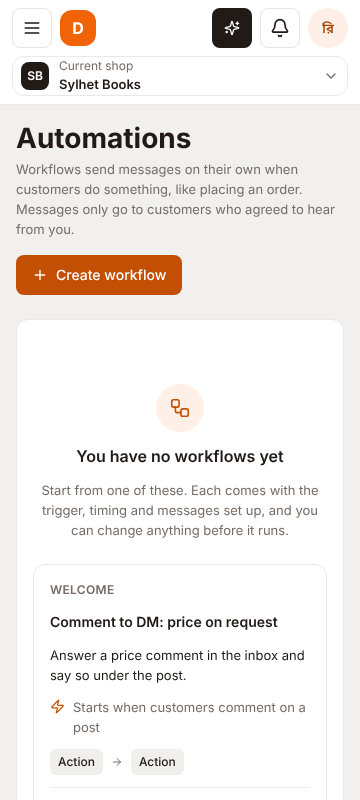 D
রি
Current shop
SB
Sylhet Books
Automations
Workflows send messages on their own when
customers do something, like placing an order.
Messages only go to customers who agreed to hear
from you.
Create workflow
You have no workflows yet
Start from one of these. Each comes with the
trigger, timing and messages set up, and you
can change anything before it runs.
WELCOME
Comment to DM: price on request
Answer a price comment in the inbox and
say so under the post.
Starts when customers comment on a
post
Action → Action